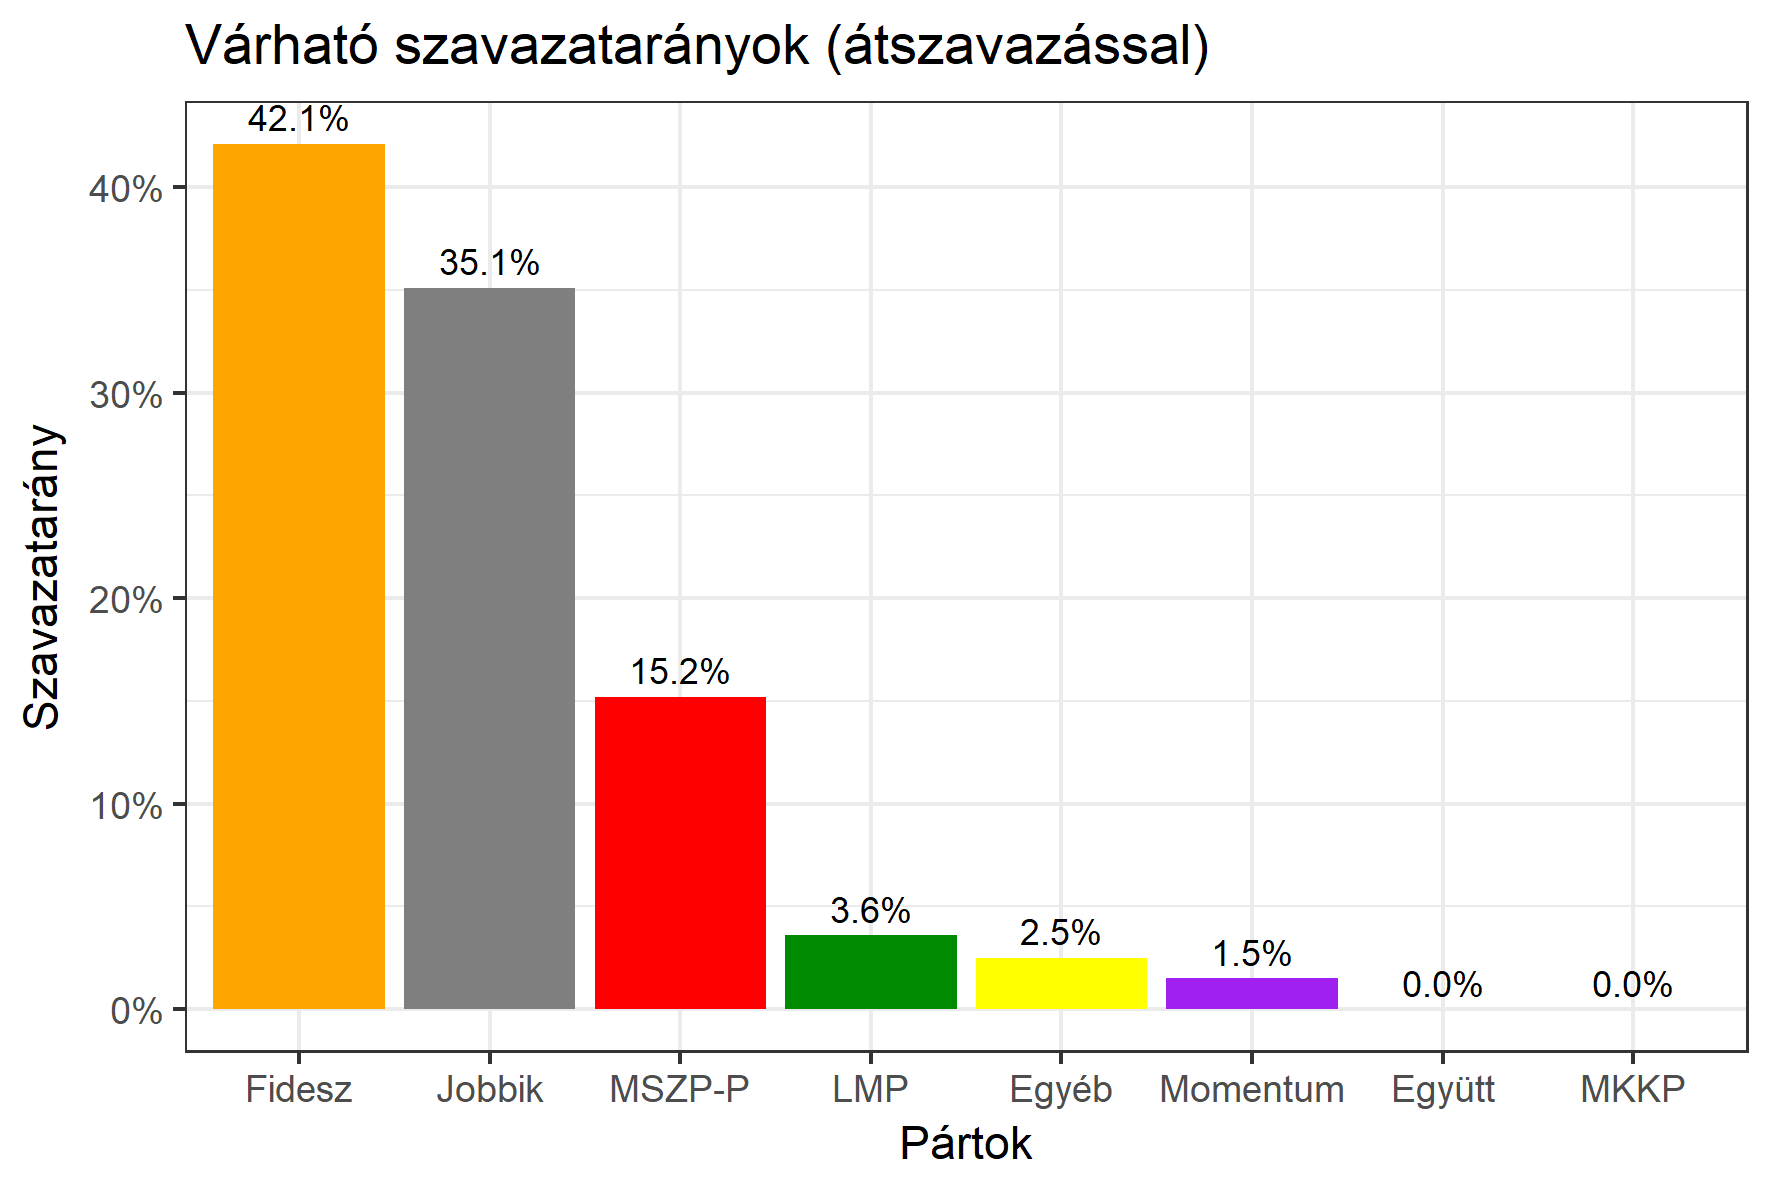 Várható szavazatarányok (átszavazással)
42.1%
35.1%
15.2%
3.6%
2.5%
1.5%
0.0%
0.0%
40%
30%
20%
10%
0%
Szavazatarány
Fidesz
Jobbik
MSZP-P
LMP
Egyéb
Momentum
Együtt
MKKP
Pártok